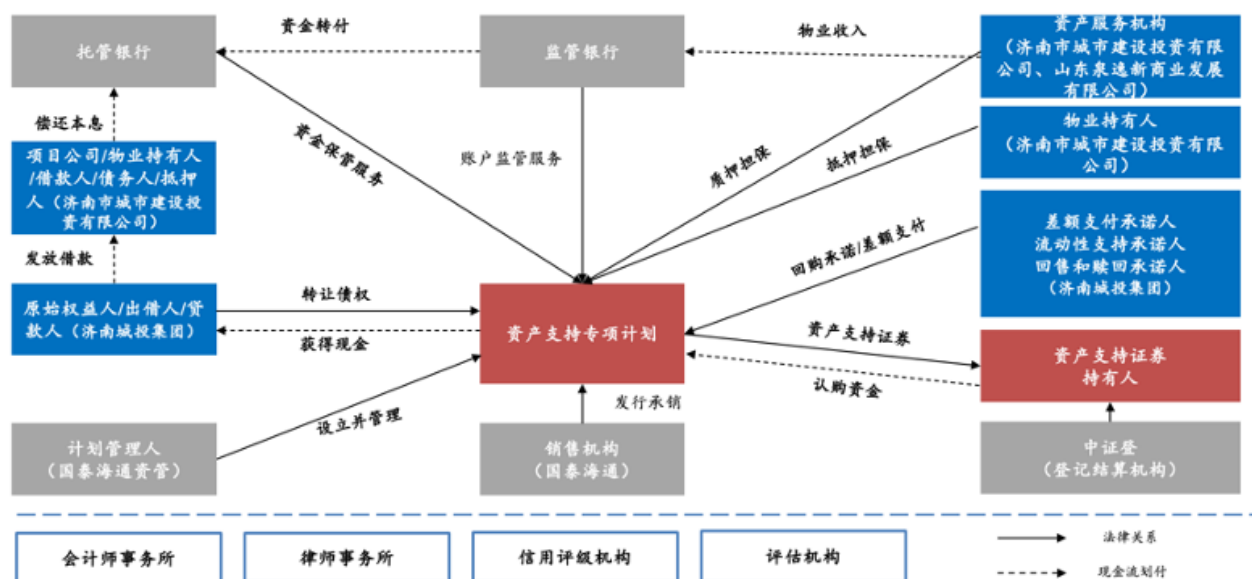 资金转付
物业收入
托管银行
监管银行
资产服务机构
（济南市城市建设投资有限
公司、山东泉逸新商业发展
有限公司）
偿还本息
资金保管服务
账户监管服务
质押担保
抵押担保
物业持有人
（济南市城市建设投资有限
公司）
项目公司/物业持有人
/借款人/债务人/抵押
人（济南市城市建设投
资有限公司）
发放借款
回购承诺/差额支付
差额支付承诺人
流动性支持承诺人
回售和赎回承诺人
（济南城投集团）
原始权益人/出借人/贷
款人（济南城投集团）
转让债权
获得现金
资产支持专项计划
资产支持证券
认购资金
资产支持证券
持有人
设立并管理
发行承销
计划管理人
（国泰海通资管）
销售机构
（国泰海通）
中证登
（登记结算机构）
会计师事务所
律师事务所
信用评级机构
评估机构
法律关系
现金流划付